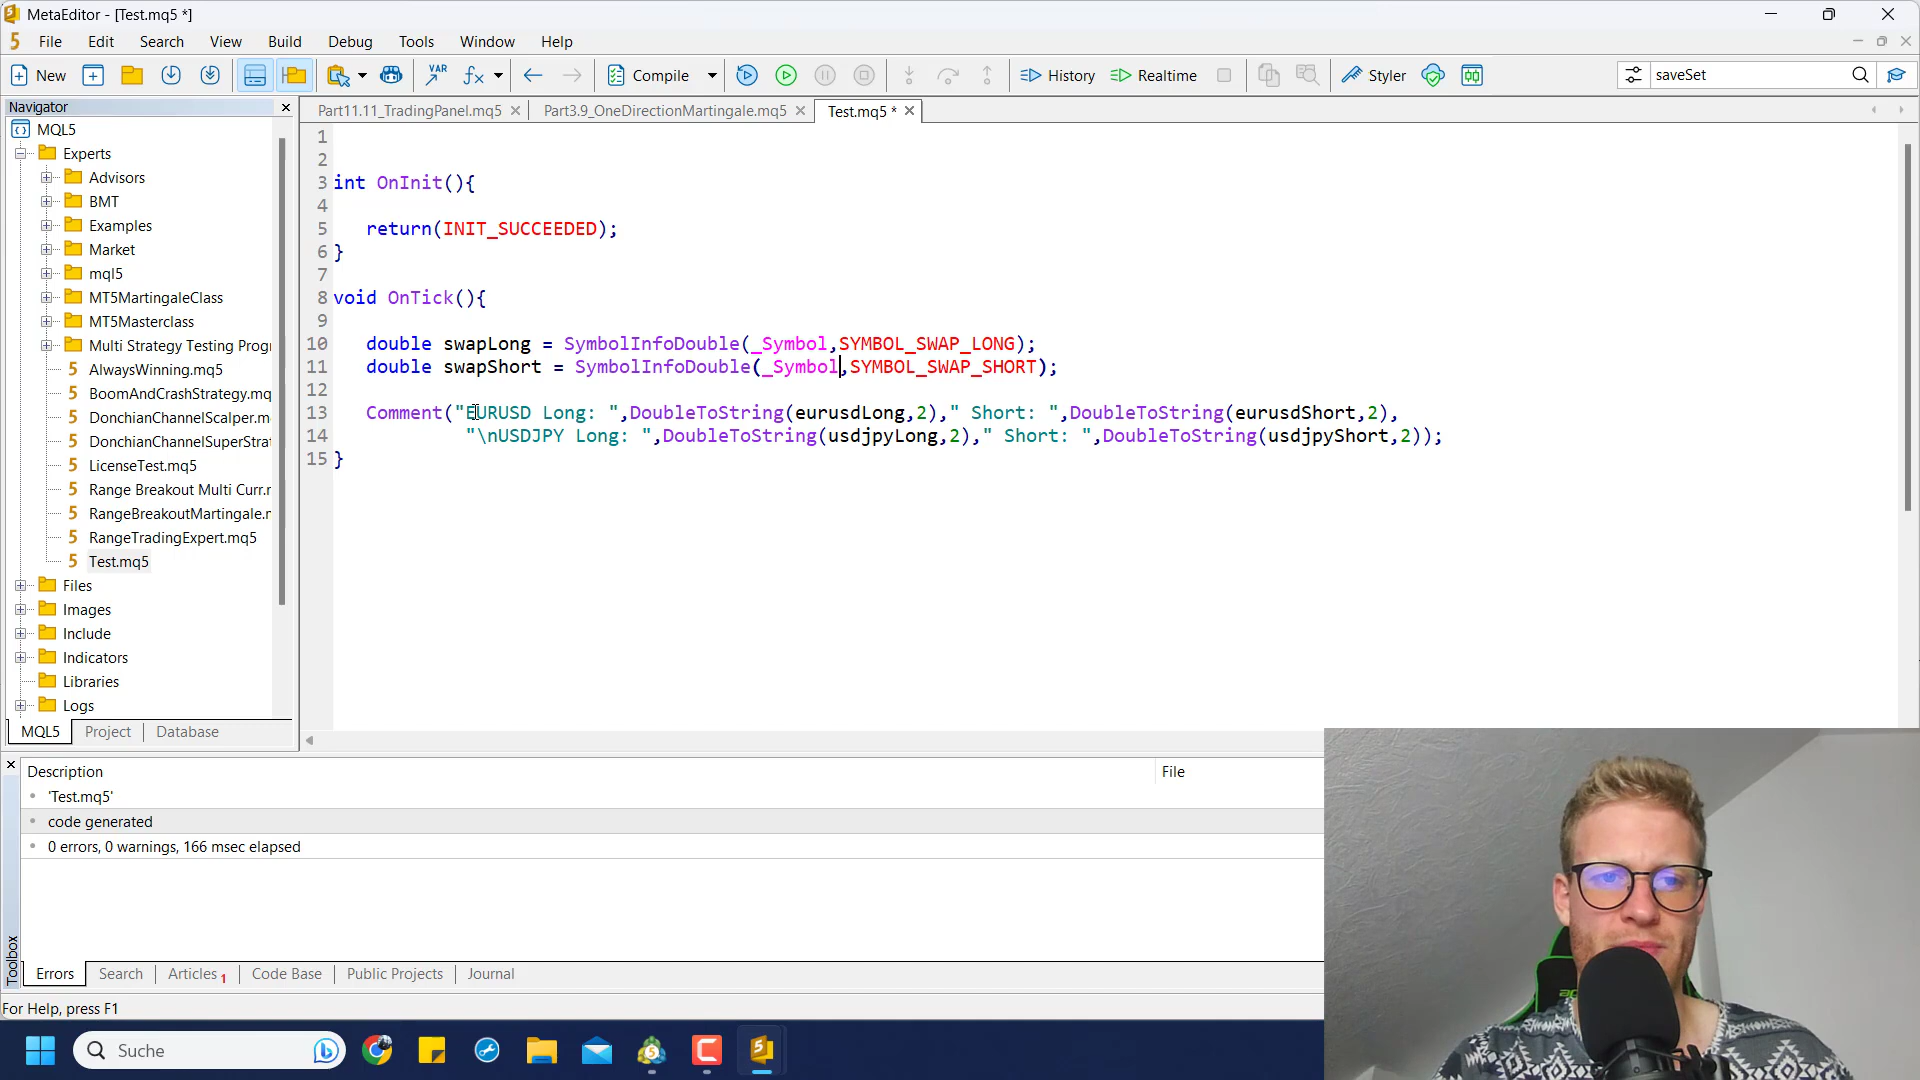 MetaEditor - [Test.mq5 *]
File Edit Search View Build Debug Tools Window Help
New VAR fx Compile History Realtime Styler saveSet
Navigator
Part11.11_TradingPanel.mq5 Part3.9_OneDirectionMartingale.mq5 Test.mq5 *
MQL5
Experts
Advisors
BMT
Examples
Market
mql5
MT5MartingaleClass
MT5Masterclass
Multi Strategy Testing Progr
AlwaysWinning.mq5
BoomAndCrashStrategy.mq
DonchianChannelScalper.m
DonchianChannelSuperStrat
LicenseTest.mq5
Range Breakout Multi Curr.r
RangeBreakoutMartingale.r
RangeTradingExpert.mq5
Test.mq5
Files
Images
Include
Indicators
Libraries
Logs
MQL5 Project Database
1
2
3 int OnInit(){
4
5 return(INIT_SUCCEEDED);
6 }
7
8 void OnTick(){
9
10 double swapLong = SymbolInfoDouble(_Symbol,SYMBOL_SWAP_LONG);
11 double swapShort = SymbolInfoDouble(_Symbol,SYMBOL_SWAP_SHORT);
12
13 Comment("EURUSD Long: ",DoubleToString(eurusdLong,2)," Short: ",DoubleToString(eurusdShort,2),
14 "\nUSDJPY Long: ",DoubleToString(usdjpyLong,2)," Short: ",DoubleToString(usdjpyShort,2));
15 }
Description File
'Test.mq5'
code generated
0 errors, 0 warnings, 166 msec elapsed
Toolbox
Errors Search Articles 1 Code Base Public Projects Journal
For Help, press F1
Suche